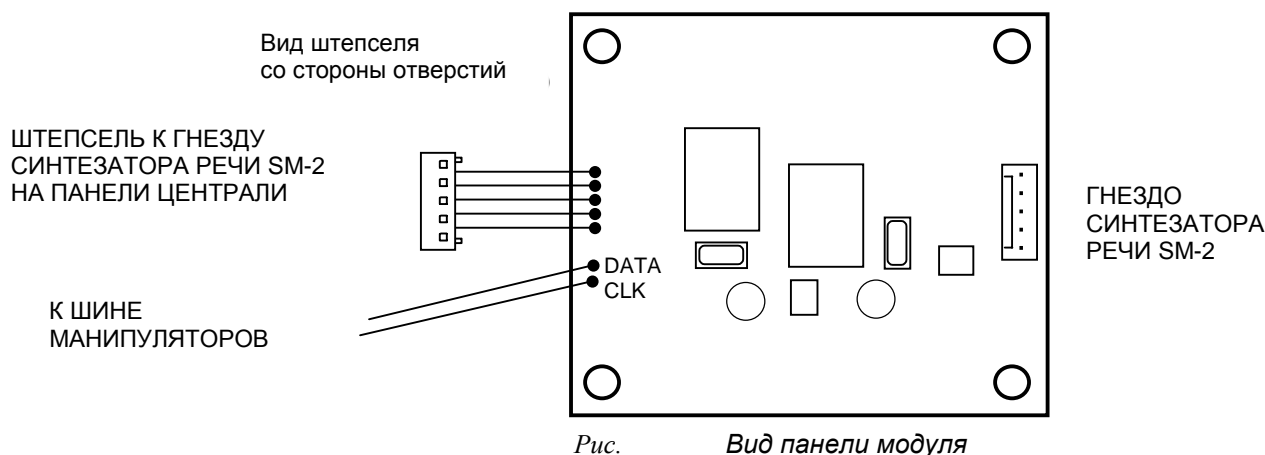 Вид штепселя
со стороны отверстий
ШТЕПСЕЛЬ К ГНЕЗДУ
СИНТЕЗАТОРА РЕЧИ SM-2
НА ПАНЕЛИ ЦЕНТРАЛИ
ГНЕЗДО
СИНТЕЗАТОРА
РЕЧИ SM-2
DATA
CLK
К ШИНЕ
МАНИПУЛЯТОРОВ
Рис. Вид панели модуля